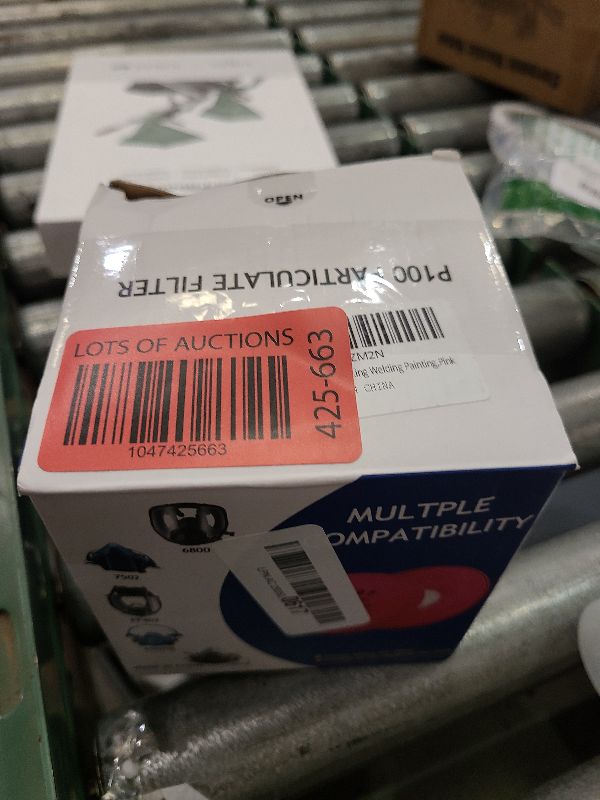 OPEN
P100 PARTICULATE FILTER
LOTS OF AUCTIONS
425-663
1047425663
ZM2N
ing Welding Painting,Pink
CHINA
MULTPLE
OMPATIBILITY
6800
7502